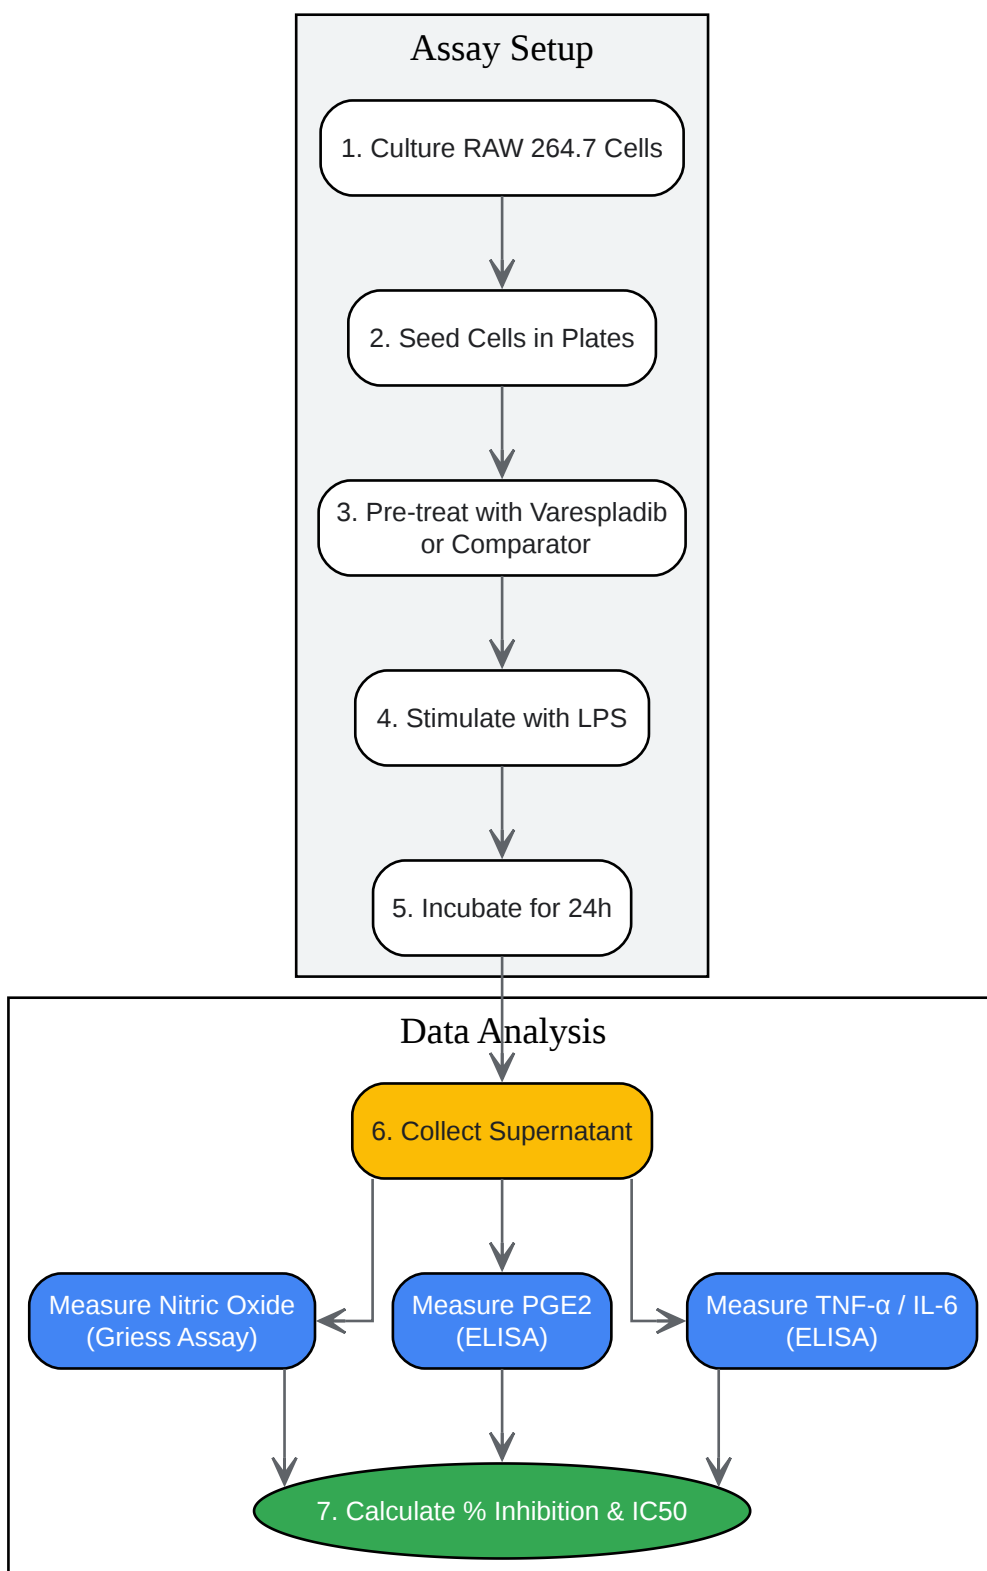 Assay Setup
1. Culture RAW 264.7 Cells
2. Seed Cells in Plates
3. Pre-treat with Varespladib
or Comparator
4. Stimulate with LPS
5. Incubate for 24h
Data Analysis
6. Collect Supernatant
Measure Nitric Oxide
(Griess Assay)
Measure PGE2
(ELISA)
Measure TNF-α / IL-6
(ELISA)
7. Calculate % Inhibition & IC50